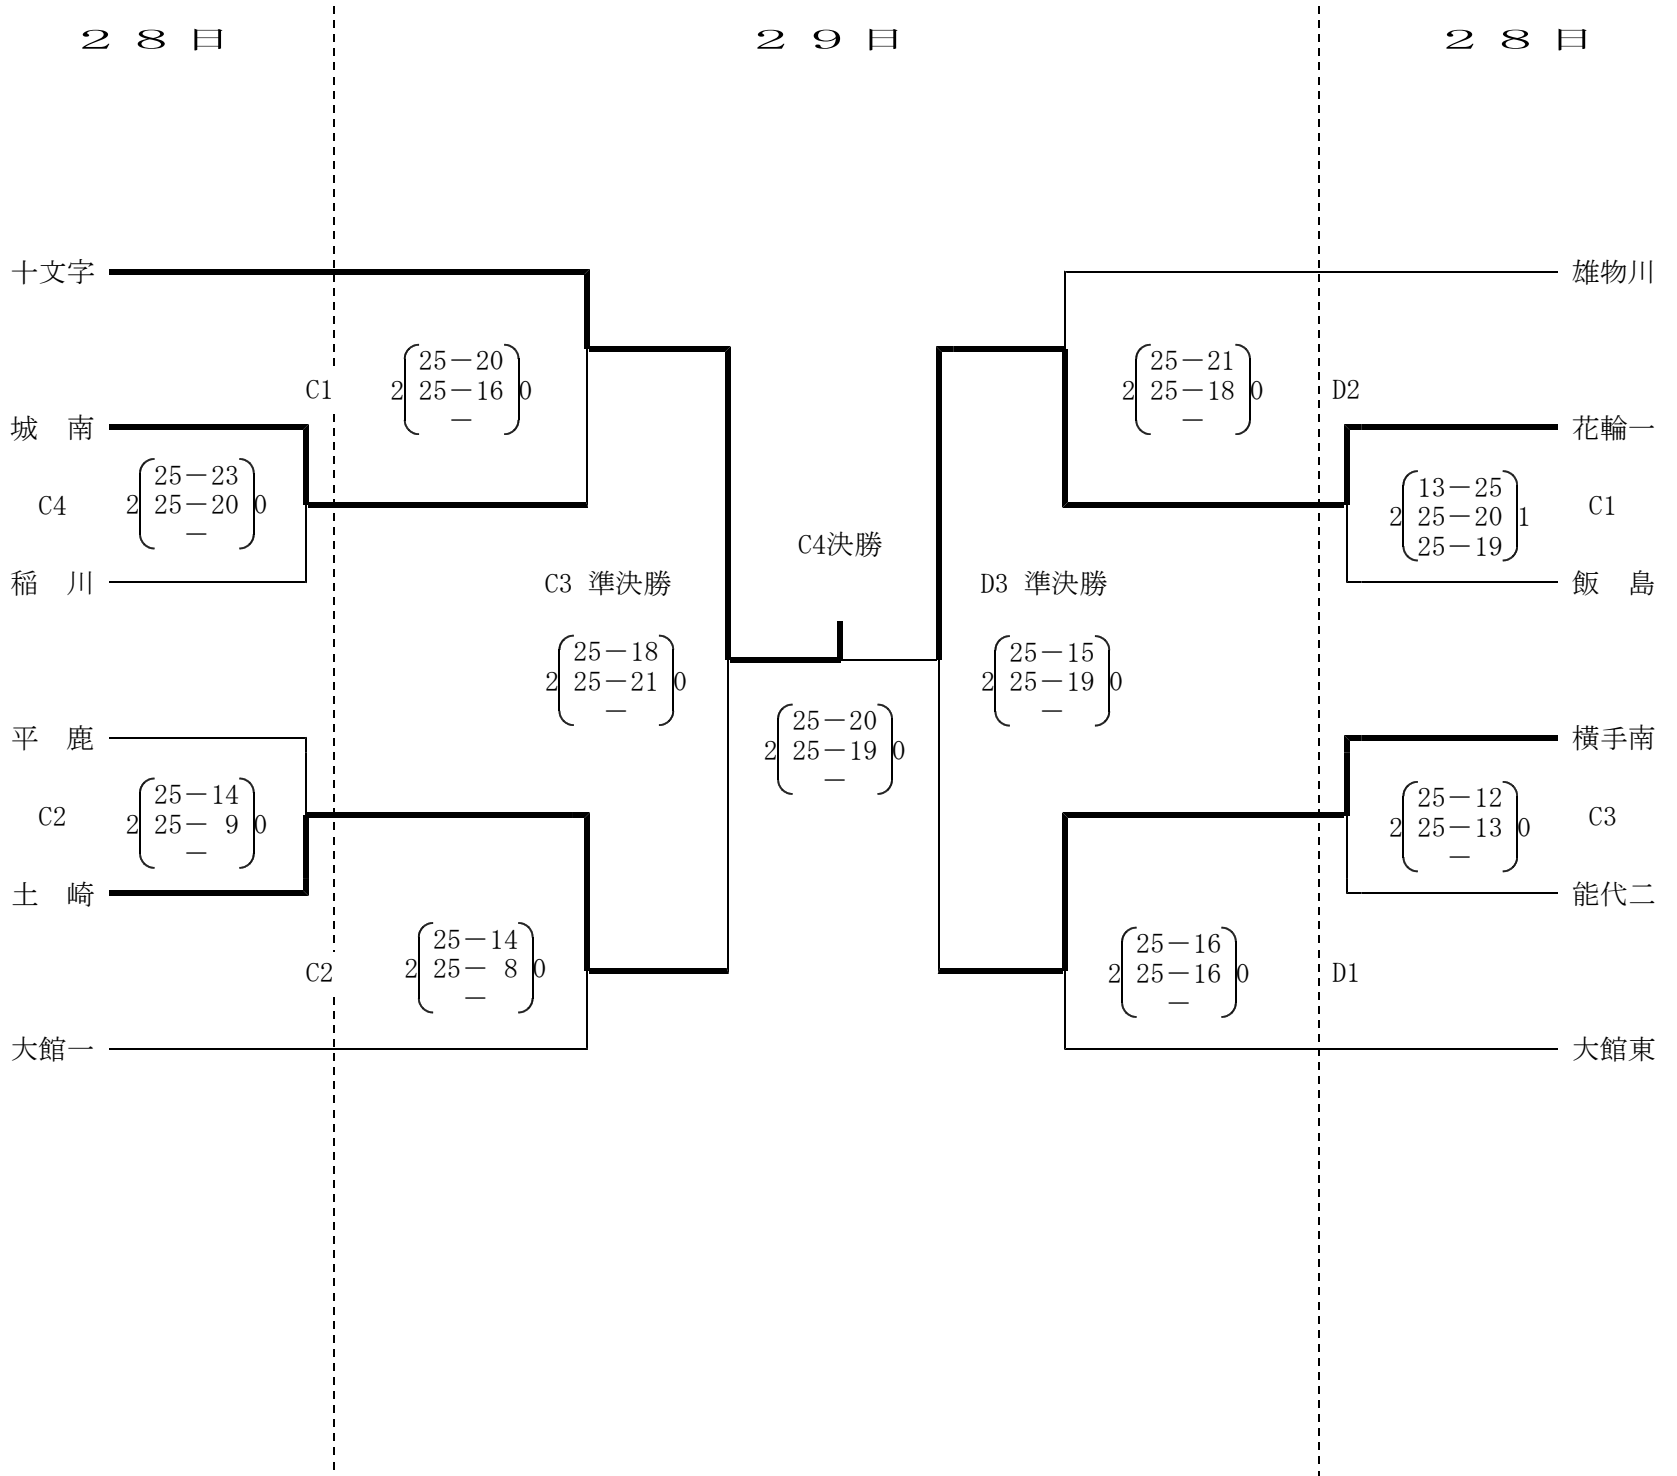 ２８日 ２９日 ２８日
十文字 雄物川
25－20 25－21
C1 2 25－16 0 2 25－18 0 D2
－ －
城　南 花輪一
25－23 13－25
C4 2 25－20 0 2 25－20 1 C1
－ 25－19
C4決勝
稲　川 C3 準決勝 D3 準決勝 飯　島
25－18 25－15
2 25－21 0 2 25－19 0
－ －
25－20
平　鹿 2 25－19 0 横手南
－
25－14 25－12
C2 2 25－ 9 0 2 25－13 0 C3
－ －
土　崎 能代二
25－14 25－16
C2 2 25－ 8 0 2 25－16 0 D1
－ －
大館一 大館東